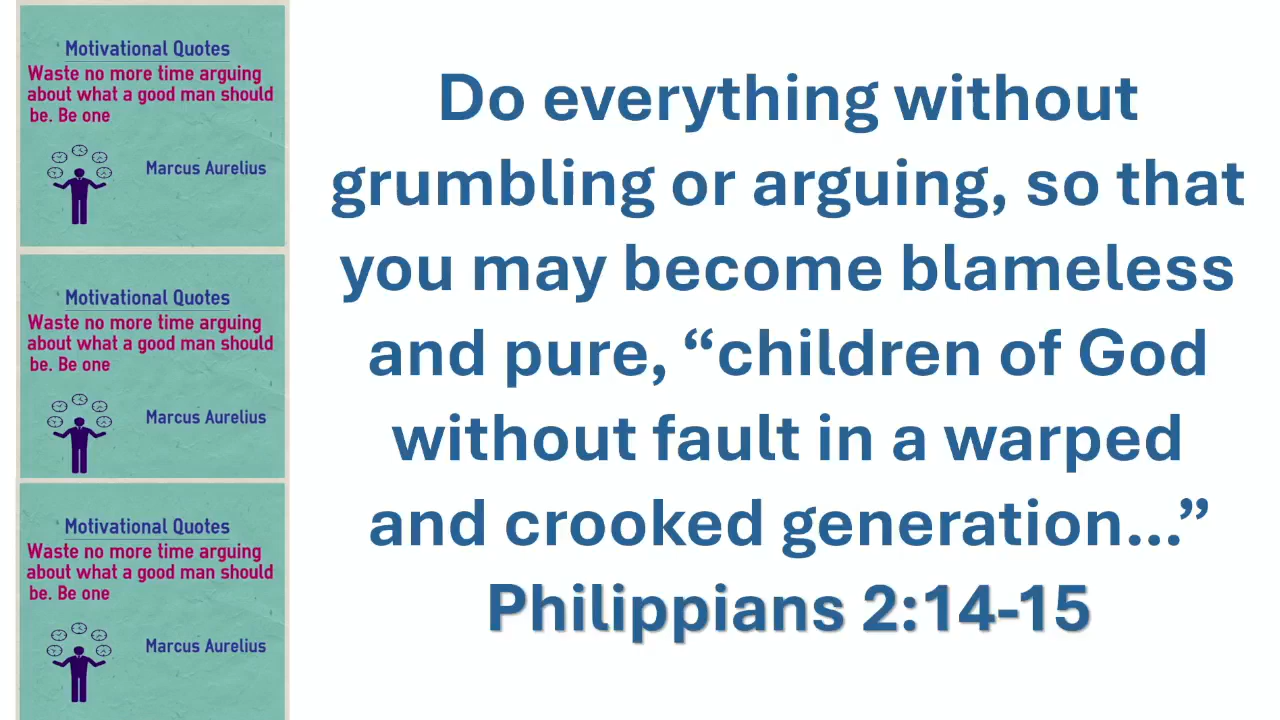 Motivational Quotes
Waste no more time arguing
about what a good man should
be. Be one
Marcus Aurelius
Motivational Quotes
Waste no more time arguing
about what a good man should
be. Be one
Marcus Aurelius
Motivational Quotes
Waste no more time arguing
about what a good man should
be. Be one
Marcus Aurelius
Do everything without
grumbling or arguing, so that
you may become blameless
and pure, “children of God
without fault in a warped
and crooked generation...”
Philippians 2:14-15